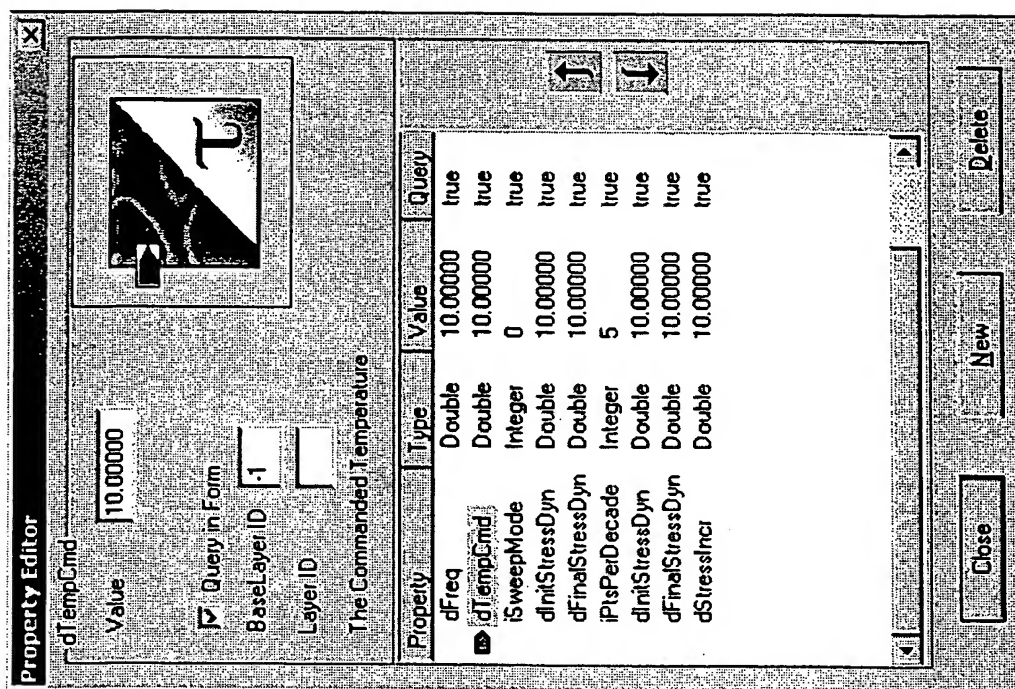 Property Editor
dTempCmd
Value 10.00000
Query in Form
BaseLayer ID -1
Layer ID
The Commanded Temperature
Property Type Value Query
dFreq Double 10.00000 true
dTempCmd Double 10.00000 true
iSweepMode Integer 0 true
dInitStressDyn Double 10.00000 true
dFinalStressDyn Double 10.00000 true
iPtsPerDecade Integer 5 true
dInitStressDyn Double 10.00000 true
dFinalStressDyn Double 10.00000 true
dStressIncr Double 10.00000 true
Close New Delete